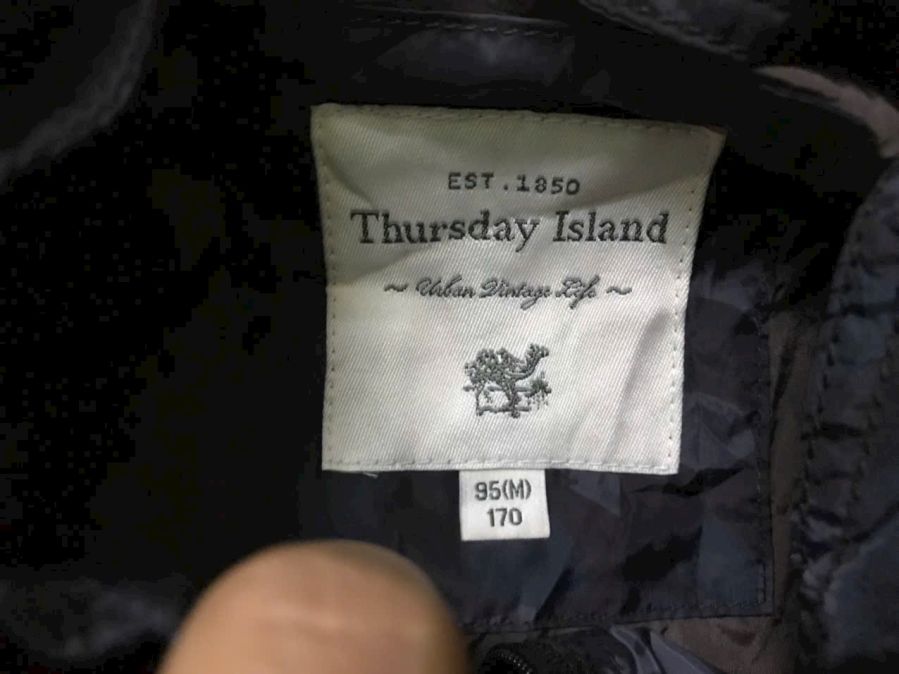 EST.1850
Thursday Island
~ Urban Vintage Life ~
95(M)
170